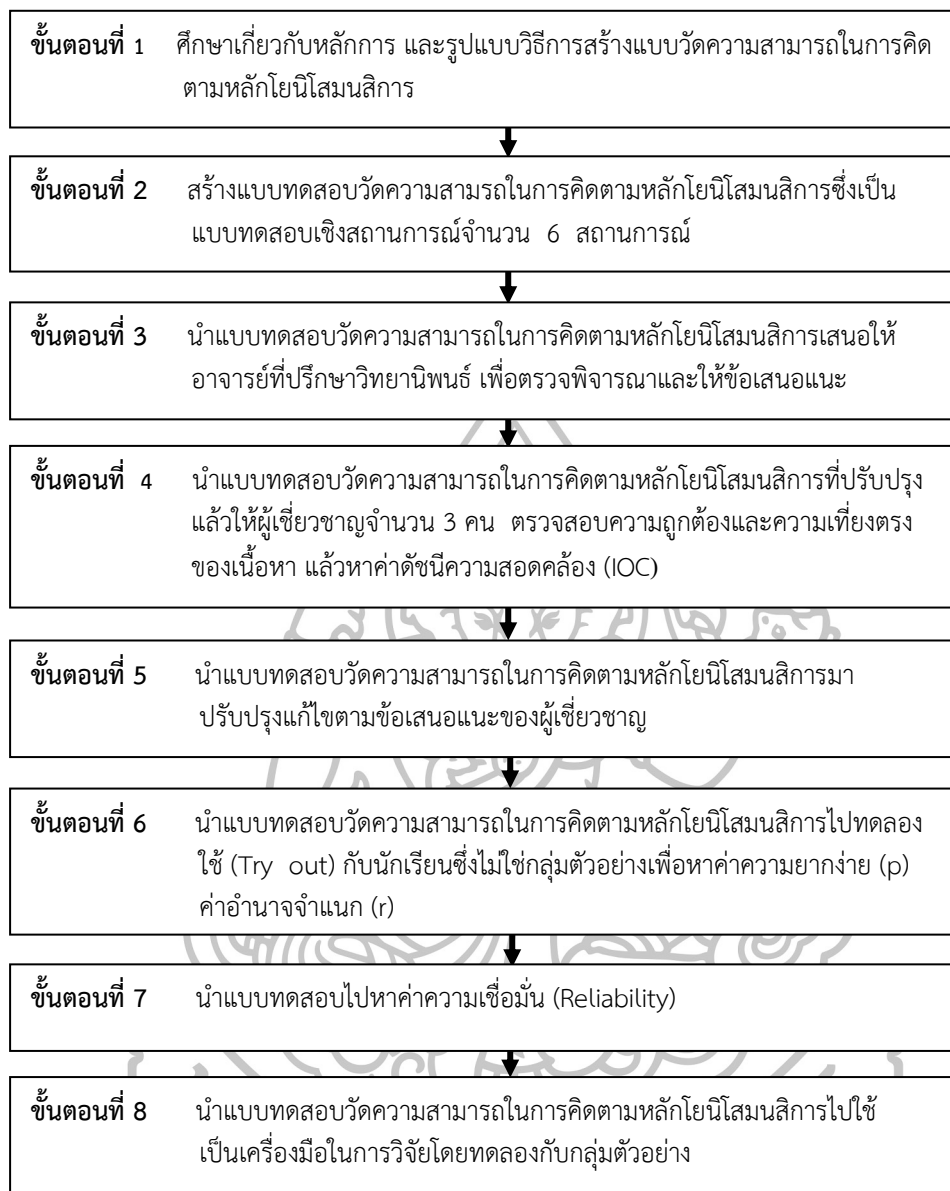 ขั้นตอนที่ 1 ศึกษาเกี่ยวกับหลักการ และรูปแบบวิธีการสร้างแบบวัดความสามารถในการคิด
ตามหลักโยนิโสมนสิการ
ขั้นตอนที่ 2 สร้างแบบทดสอบวัดความสามรถในการคิดตามหลักโยนิโสมนสิการซึ่งเป็น
แบบทดสอบเชิงสถานการณ์จำนวน 6 สถานการณ์
ขั้นตอนที่ 3 นำแบบทดสอบวัดความสามารถในการคิดตามหลักโยนิโสมนสิการเสนอให้
อาจารย์ที่ปรึกษาวิทยานิพนธ์ เพื่อตรวจพิจารณาและให้ข้อเสนอแนะ
ขั้นตอนที่ 4 นำแบบทดสอบวัดความสามารถในการคิดตามหลักโยนิโสมนสิการที่ปรับปรุง
แล้วให้ผู้เชี่ยวชาญจำนวน 3 คน ตรวจสอบความถูกต้องและความเที่ยงตรง
ของเนื้อหา แล้วหาค่าดัชนีความสอดคล้อง (IOC)
ขั้นตอนที่ 5 นำแบบทดสอบวัดความสามารถในการคิดตามหลักโยนิโสมนสิการมา
ปรับปรุงแก้ไขตามข้อเสนอแนะของผู้เชี่ยวชาญ
ขั้นตอนที่ 6 นำแบบทดสอบวัดความสามารถในการคิดตามหลักโยนิโสมนสิการไปทดลอง
ใช้ (Try out) กับนักเรียนซึ่งไม่ใช่กลุ่มตัวอย่างเพื่อหาค่าความยากง่าย (p)
ค่าอำนาจจำแนก (r)
ขั้นตอนที่ 7 นำแบบทดสอบไปหาค่าความเชื่อมั่น (Reliability)
ขั้นตอนที่ 8 นำแบบทดสอบวัดความสามารถในการคิดตามหลักโยนิโสมนสิการไปใช้
เป็นเครื่องมือในการวิจัยโดยทดลองกับกลุ่มตัวอย่าง